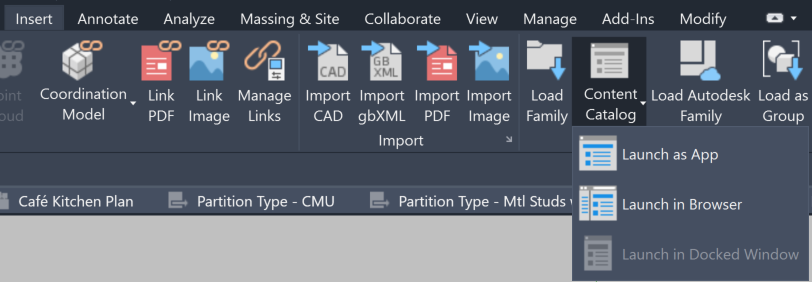 Insert Annotate Analyze Massing & Site Collaborate View Manage Add-Ins Modify
Coordination Model
Link PDF
Link Image
Manage Links
Import CAD
Import gbXML
Import PDF
Import Image
Load Family
Content Catalog
Load Autodesk Family
Load as Group
CAD
GB XML
Import
Launch as App
Launch in Browser
Launch in Docked Window
Café Kitchen Plan
Partition Type - CMU
Partition Type - Mtl Studs